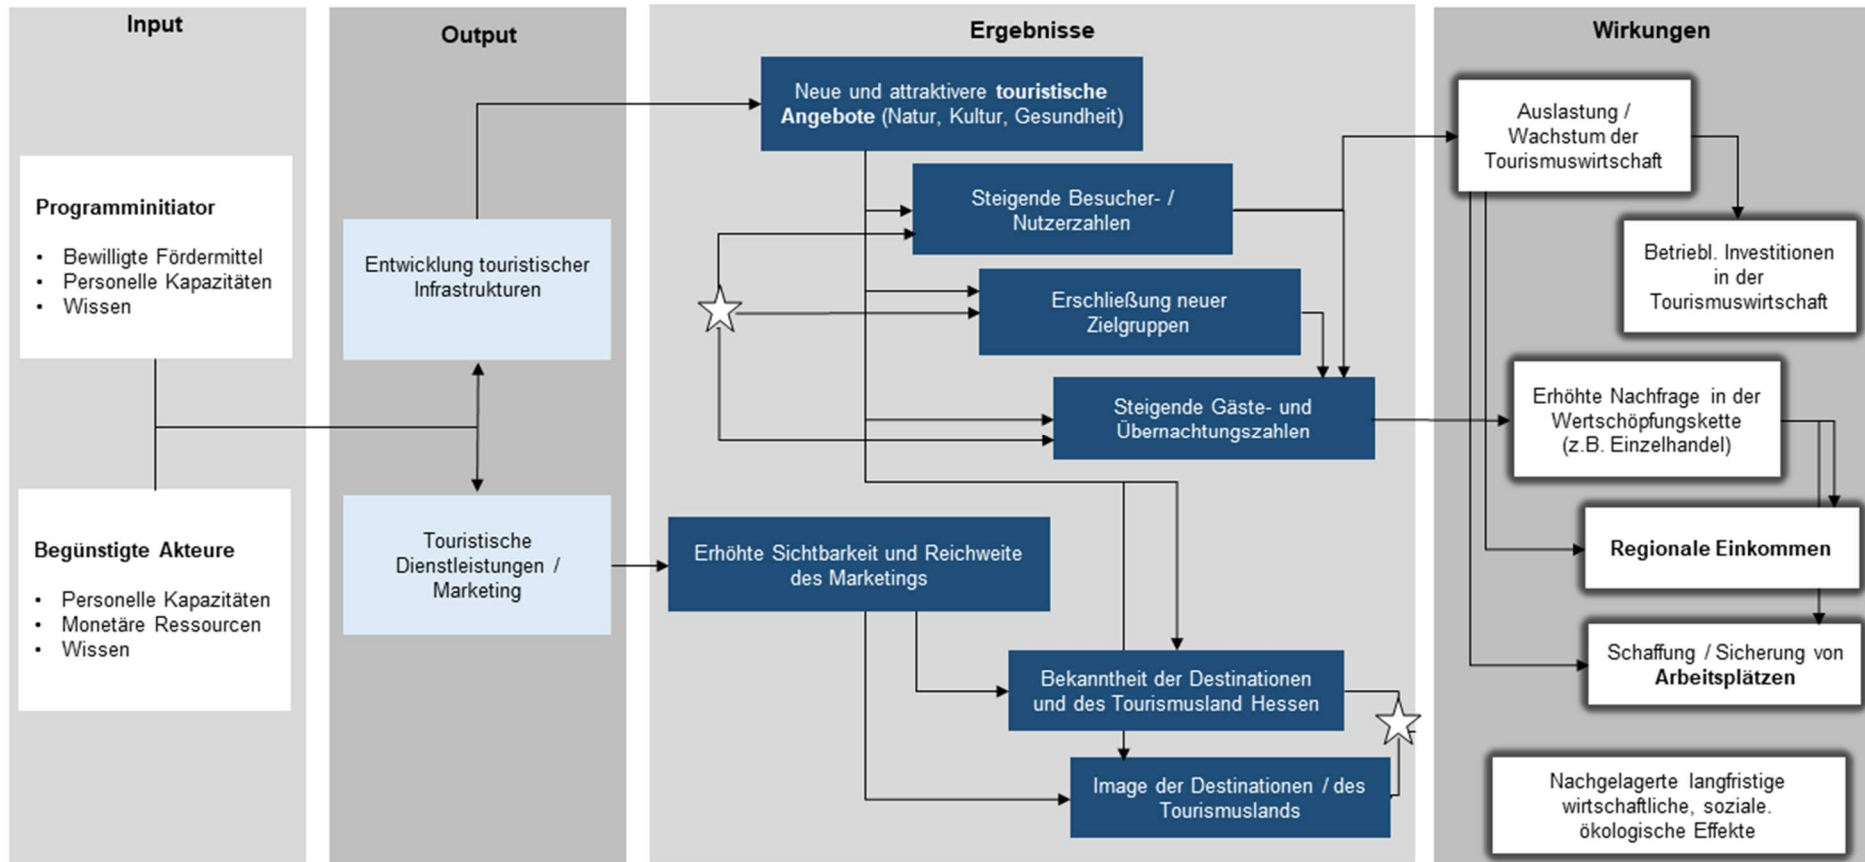 Input
Programminitiator
• Bewilligte Fördermittel
• Personelle Kapazitäten
• Wissen
Begünstigte Akteure
• Personelle Kapazitäten
• Monetäre Ressourcen
• Wissen
Output
Entwicklung touristischer
Infrastrukturen
Touristische
Dienstleistungen /
Marketing
Ergebnisse
Neue und attraktivere touristische
Angebote (Natur, Kultur, Gesundheit)
Steigende Besucher- /
Nutzerzahlen
Erschließung neuer
Zielgruppen
Steigende Gäste- und
Übernachtungszahlen
Erhöhte Sichtbarkeit und Reichweite
des Marketings
Bekanntheit der Destinationen
und des Tourismusland Hessen
Image der Destinationen / des
Tourismuslands
Wirkungen
Auslastung /
Wachstum der
Tourismuswirtschaft
Betriebl. Investitionen
in der
Tourismuswirtschaft
Erhöhte Nachfrage in der
Wertschöpfungskette
(z.B. Einzelhandel)
Regionale Einkommen
Schaffung / Sicherung von
Arbeitsplätzen
Nachgelagerte langfristige
wirtschaftliche, soziale.
ökologische Effekte